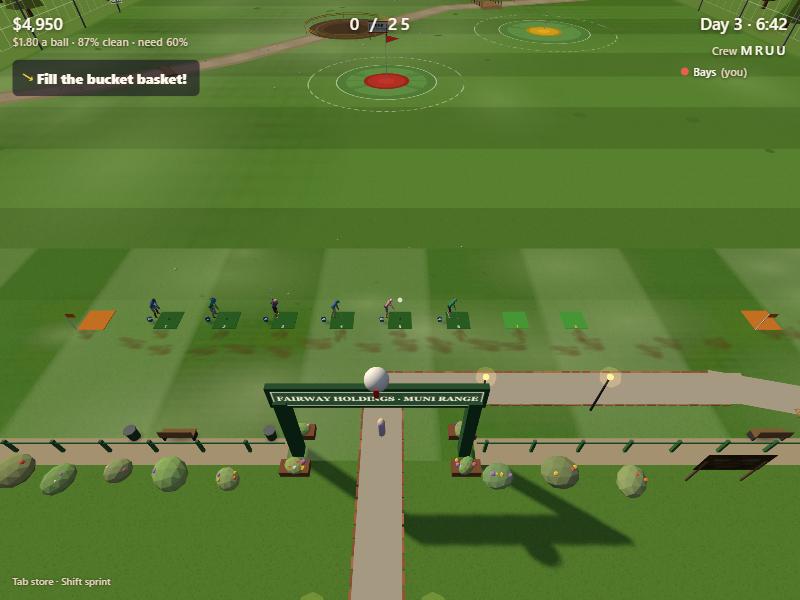 $4,950
0 / 25
Day 3 · 6:42
$1.80 a ball · 87% clean · need 60%
Crew MRUU
Fill the bucket basket!
Bays (you)
FAIRWAY HOLDINGS · MUNI RANGE
Tab store · Shift sprint